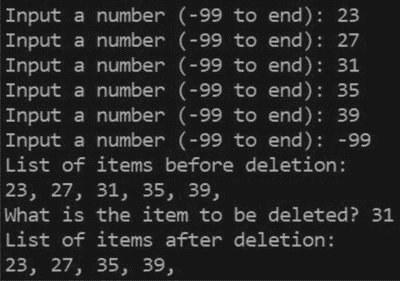 Input a number (-99 to end): 23
Input a number (-99 to end): 27
Input a number (-99 to end): 31
Input a number (-99 to end): 35
Input a number (-99 to end): 39
Input a number (-99 to end): -99
List of items before deletion:
23, 27, 31, 35, 39,
What is the item to be deleted? 31
List of items after deletion:
23, 27, 35, 39,